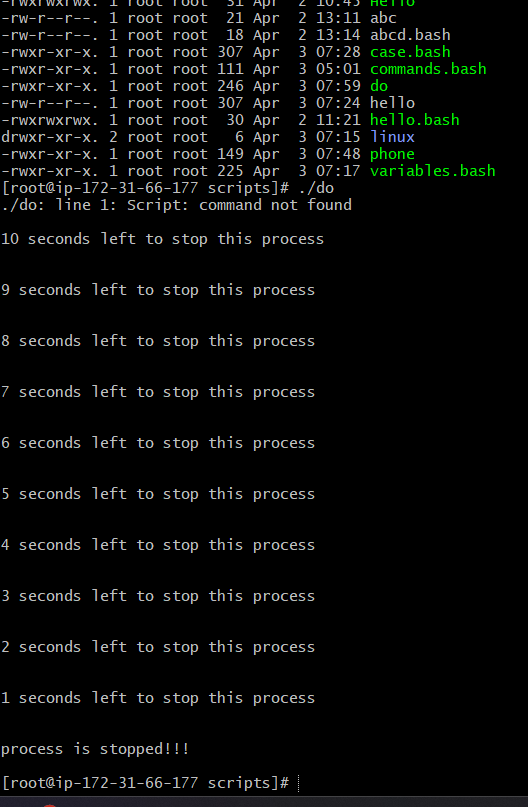 -rwxrwxrwx. 1 root root  31 Apr  2 10:45 Hello
-rw-r--r--. 1 root root  21 Apr  2 13:11 abc
-rw-r--r--. 1 root root  18 Apr  2 13:14 abcd.bash
-rwxr-xr-x. 1 root root 307 Apr  3 07:28 case.bash
-rwxr-xr-x. 1 root root 111 Apr  3 05:01 commands.bash
-rwxr-xr-x. 1 root root 246 Apr  3 07:59 do
-rw-r--r--. 1 root root 307 Apr  3 07:24 hello
-rwxrwxrwx. 1 root root  30 Apr  2 11:21 hello.bash
drwxr-xr-x. 2 root root   6 Apr  3 07:15 linux
-rwxr-xr-x. 1 root root 149 Apr  3 07:48 phone
-rwxr-xr-x. 1 root root 225 Apr  3 07:17 variables.bash
[root@ip-172-31-66-177 scripts]# ./do
./do: line 1: Script: command not found
10 seconds left to stop this process
9 seconds left to stop this process
8 seconds left to stop this process
7 seconds left to stop this process
6 seconds left to stop this process
5 seconds left to stop this process
4 seconds left to stop this process
3 seconds left to stop this process
2 seconds left to stop this process
1 seconds left to stop this process
process is stopped!!!
[root@ip-172-31-66-177 scripts]#